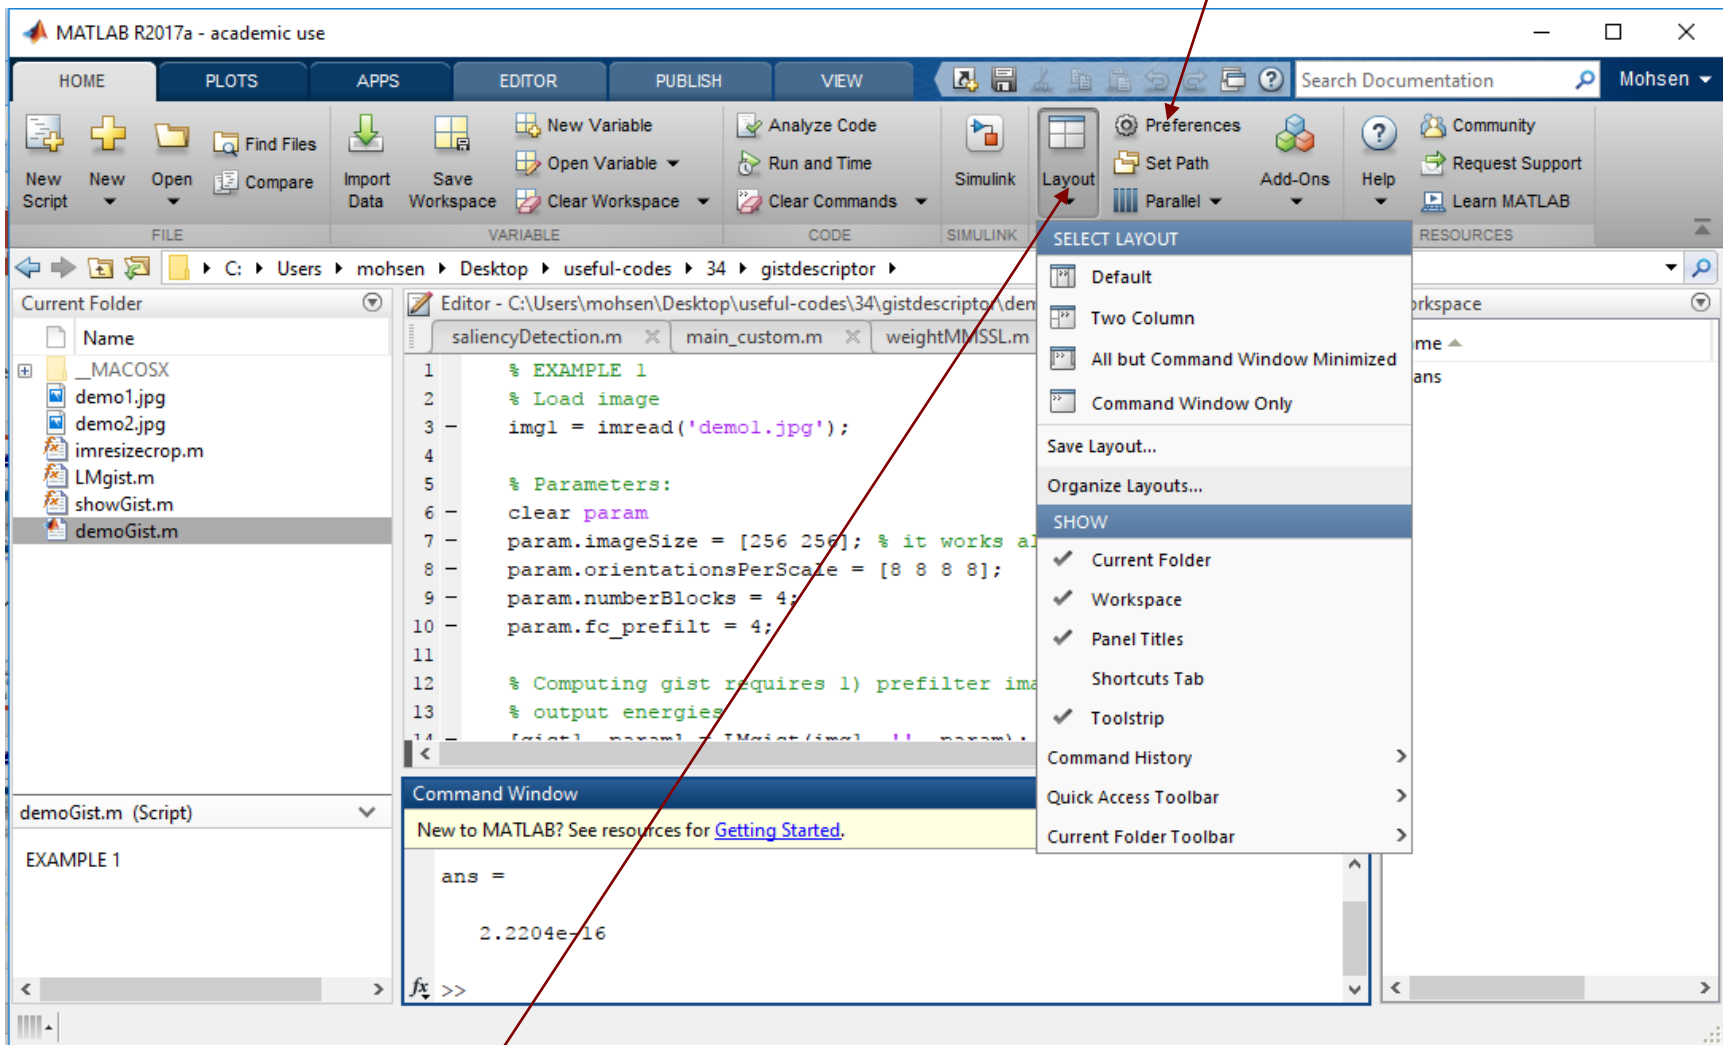 MATLAB R2017a - academic use
HOME PLOTS APPS EDITOR PUBLISH VIEW Search Documentation Mohsen
New Script New Open Find Files Compare
FILE
Import Data Save Workspace New Variable Open Variable Clear Workspace
VARIABLE
Analyze Code Run and Time Clear Commands
CODE
Simulink
SIMULINK
Layout Preferences Set Path Parallel Add-Ons
Help Community Request Support Learn MATLAB
RESOURCES
C: Users mohsen Desktop useful-codes 34 gistdescriptor
Current Folder
Name
__MACOSX
demo1.jpg
demo2.jpg
imresizecrop.m
LMgist.m
showGist.m
demoGist.m
demoGist.m (Script)
EXAMPLE 1
Editor - C:\Users\mohsen\Desktop\useful-codes\34\gistdescriptor\dem
saliencyDetection.m main_custom.m weightMMSSL.m
1 % EXAMPLE 1
2 % Load image
3 – img1 = imread('demo1.jpg');
4
5 % Parameters:
6 – clear param
7 – param.imageSize = [256 256]; % it works al
8 – param.orientationsPerScale = [8 8 8 8];
9 – param.numberBlocks = 4;
10 – param.fc_prefilt = 4;
11
12 % Computing gist requires 1) prefilter ima
13 % output energies
14 – [gist1, param] = LMgist(img1, '', param);
Command Window
New to MATLAB? See resources for Getting Started.
ans =
2.2204e-16
fx >>
SELECT LAYOUT
Default
Two Column
All but Command Window Minimized
Command Window Only
Save Layout...
Organize Layouts...
SHOW
Current Folder
Workspace
Panel Titles
Shortcuts Tab
Toolstrip
Command History
Quick Access Toolbar
Current Folder Toolbar
orkspace
me
ans